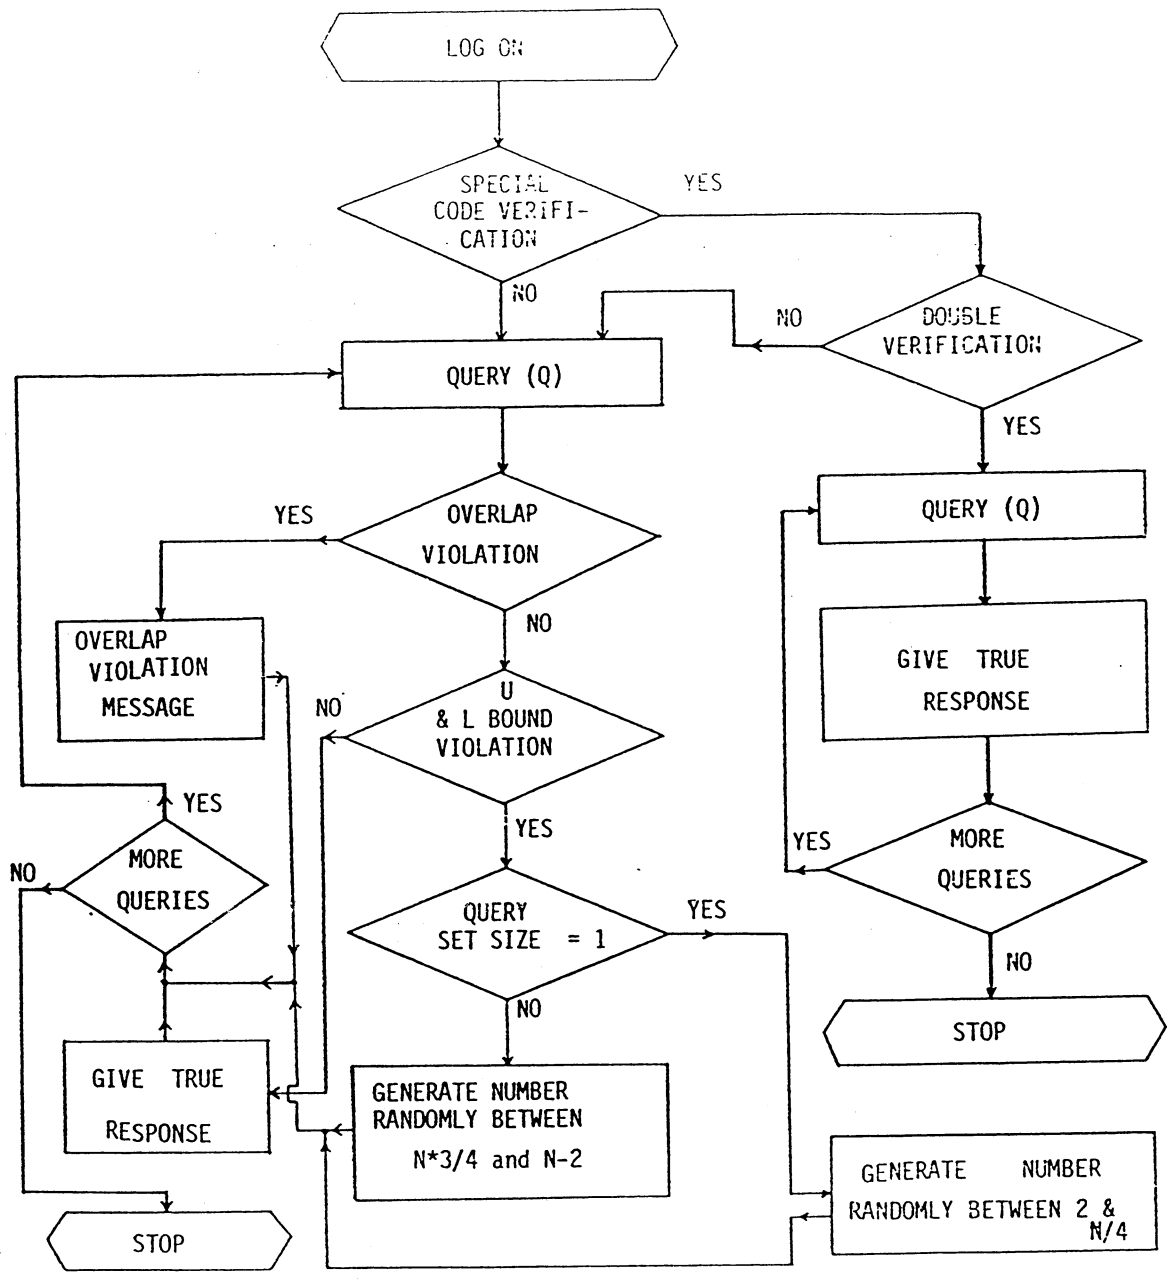 LOG ON
SPECIAL
CODE VERIFI-
CATION
YES
NO
DOUBLE
VERIFICATION
NO
YES
QUERY (Q)
QUERY (Q)
OVERLAP
VIOLATION
YES
NO
OVERLAP
VIOLATION
MESSAGE
GIVE TRUE
RESPONSE
U
& L BOUND
VIOLATION
NO
YES
YES
MORE
QUERIES
NO
MORE
QUERIES
YES
NO
QUERY
SET SIZE = 1
YES
NO
STOP
GIVE TRUE
RESPONSE
GENERATE NUMBER
RANDOMLY BETWEEN
N*3/4 and N-2
GENERATE NUMBER
RANDOMLY BETWEEN 2 &
N/4
STOP